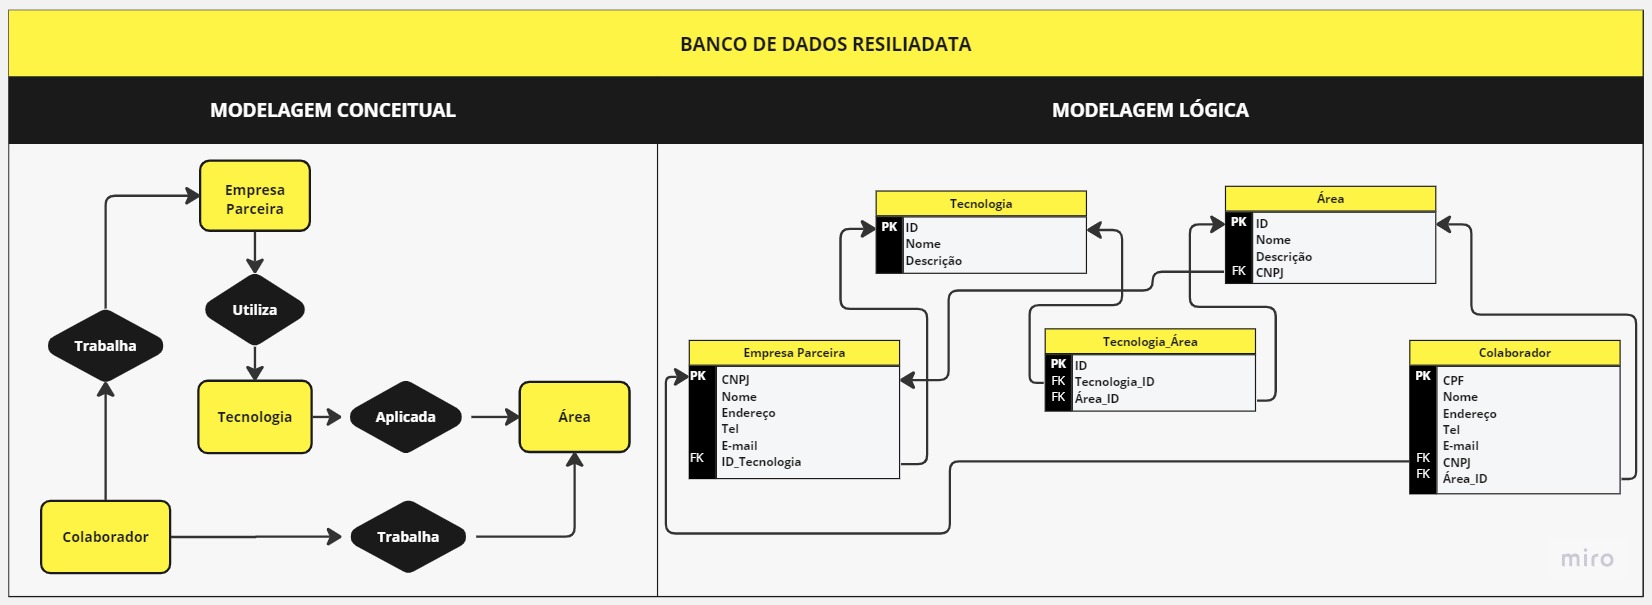 BANCO DE DADOS RESILIADATA
MODELAGEM CONCEITUAL
MODELAGEM LÓGICA
Empresa
Parceira
Utiliza
Trabalha
Tecnologia
Aplicada
Área
Colaborador
Trabalha
Tecnologia
PK ID
Nome
Descrição
Área
PK ID
Nome
Descrição
FK CNPJ
Empresa Parceira
PK CNPJ
Nome
Endereço
Tel
E-mail
FK ID_Tecnologia
Tecnologia_Área
PK ID
FK Tecnologia_ID
FK Área_ID
Colaborador
PK CPF
Nome
Endereço
Tel
E-mail
FK CNPJ
FK Área_ID
miro